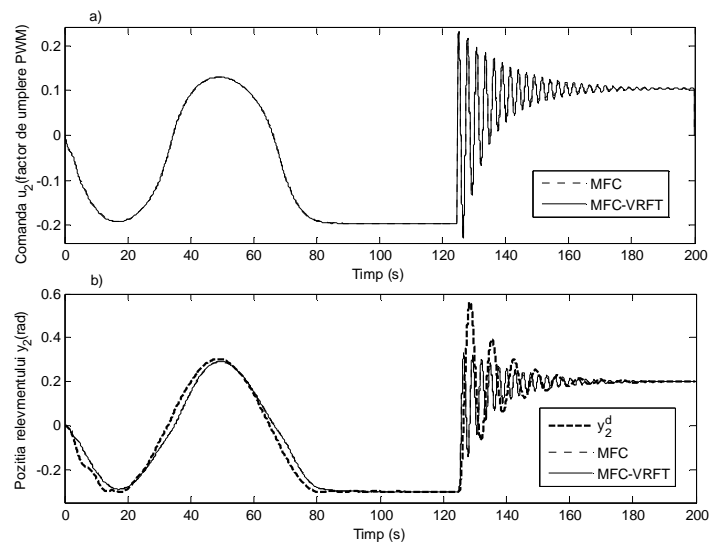 a)
0.2
0.1
0
-0.1
-0.2
Comanda u2(factor de umplere PWM)
MFC
MFC-VRFT
0 20 40 60 80 100 120 140 160 180 200
Timp (s)
b)
0.6
0.4
0.2
0
-0.2
Pozitia relevmentului y2(rad)
y2d
MFC
MFC-VRFT
0 20 40 60 80 100 120 140 160 180 200
Timp (s)